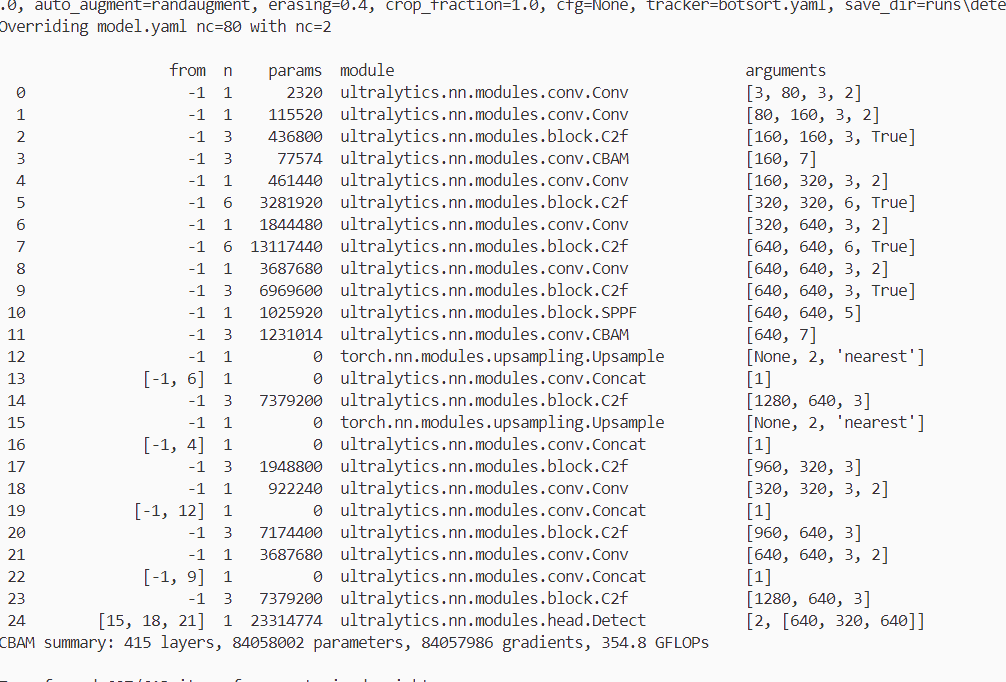 .0, auto_augment=randaugment, erasing=0.4, crop_fraction=1.0, cfg=None, tracker=botsort.yaml, save_dir=runs\dete
Overriding model.yaml nc=80 with nc=2
from n params module arguments
0 -1 1 2320 ultralytics.nn.modules.conv.Conv [3, 80, 3, 2]
1 -1 1 115520 ultralytics.nn.modules.conv.Conv [80, 160, 3, 2]
2 -1 3 436800 ultralytics.nn.modules.block.C2f [160, 160, 3, True]
3 -1 3 77574 ultralytics.nn.modules.conv.CBAM [160, 7]
4 -1 1 461440 ultralytics.nn.modules.conv.Conv [160, 320, 3, 2]
5 -1 6 3281920 ultralytics.nn.modules.block.C2f [320, 320, 6, True]
6 -1 1 1844480 ultralytics.nn.modules.conv.Conv [320, 640, 3, 2]
7 -1 6 13117440 ultralytics.nn.modules.block.C2f [640, 640, 6, True]
8 -1 1 3687680 ultralytics.nn.modules.conv.Conv [640, 640, 3, 2]
9 -1 3 6969600 ultralytics.nn.modules.block.C2f [640, 640, 3, True]
10 -1 1 1025920 ultralytics.nn.modules.block.SPPF [640, 640, 5]
11 -1 3 1231014 ultralytics.nn.modules.conv.CBAM [640, 7]
12 -1 1 0 torch.nn.modules.upsampling.Upsample [None, 2, 'nearest']
13 [-1, 6] 1 0 ultralytics.nn.modules.conv.Concat [1]
14 -1 3 7379200 ultralytics.nn.modules.block.C2f [1280, 640, 3]
15 -1 1 0 torch.nn.modules.upsampling.Upsample [None, 2, 'nearest']
16 [-1, 4] 1 0 ultralytics.nn.modules.conv.Concat [1]
17 -1 3 1948800 ultralytics.nn.modules.block.C2f [960, 320, 3]
18 -1 1 922240 ultralytics.nn.modules.conv.Conv [320, 320, 3, 2]
19 [-1, 12] 1 0 ultralytics.nn.modules.conv.Concat [1]
20 -1 3 7174400 ultralytics.nn.modules.block.C2f [960, 640, 3]
21 -1 1 3687680 ultralytics.nn.modules.conv.Conv [640, 640, 3, 2]
22 [-1, 9] 1 0 ultralytics.nn.modules.conv.Concat [1]
23 -1 3 7379200 ultralytics.nn.modules.block.C2f [1280, 640, 3]
24 [15, 18, 21] 1 23314774 ultralytics.nn.modules.head.Detect [2, [640, 320, 640]]
CBAM summary: 415 layers, 84058002 parameters, 84057986 gradients, 354.8 GFLOPs